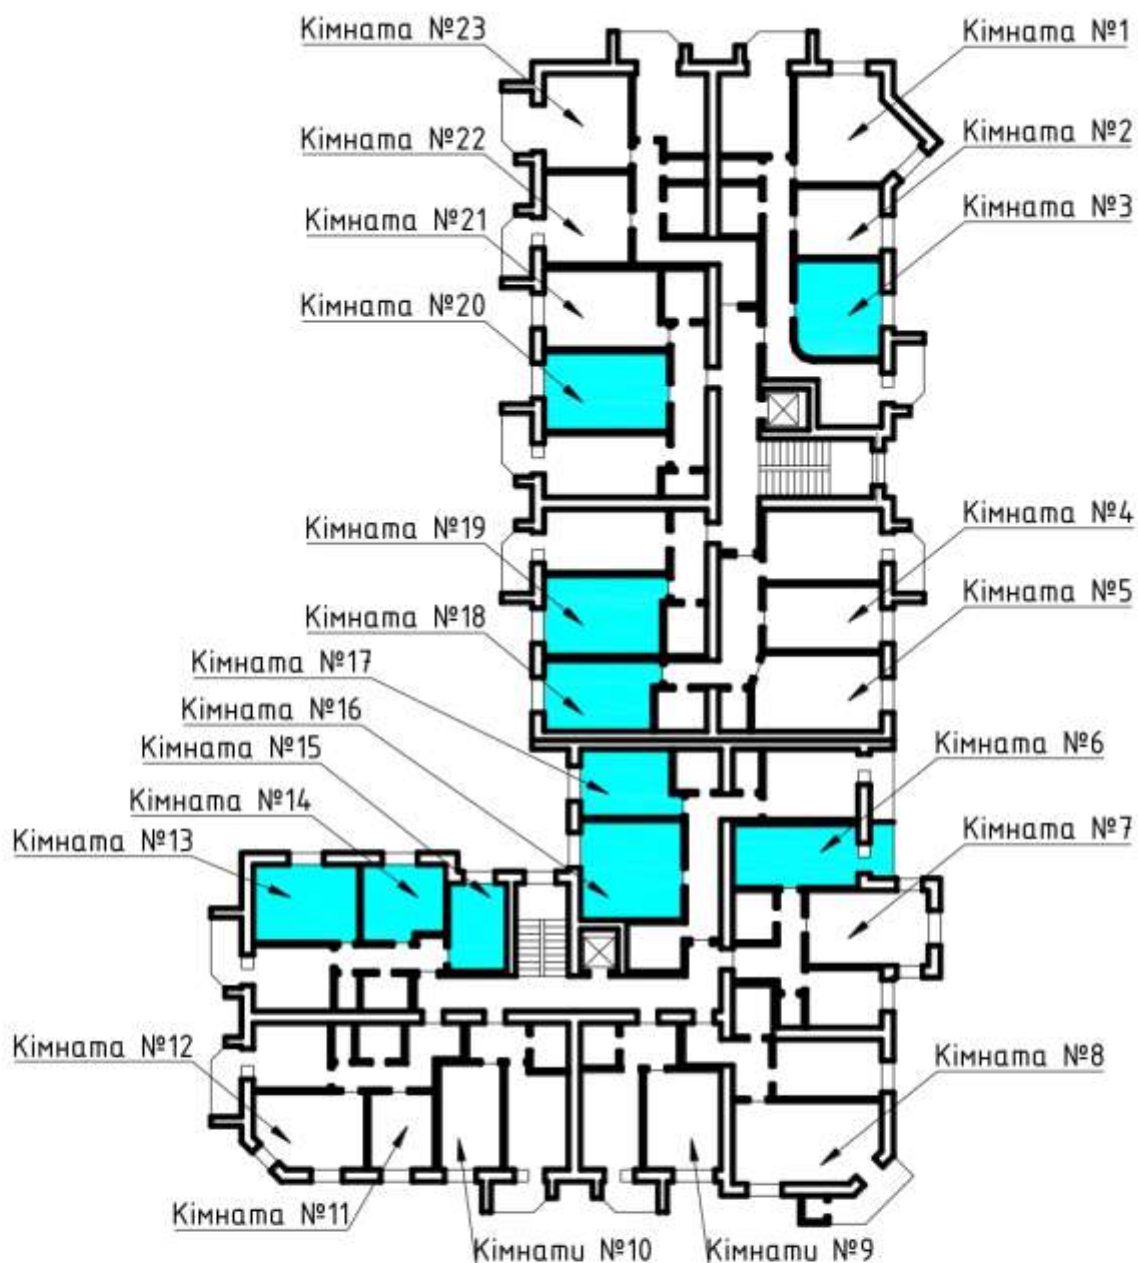 Кімната №23
Кімната №1
Кімната №22
Кімната №2
Кімната №21
Кімната №3
Кімната №20
Кімната №19
Кімната №4
Кімната №18
Кімната №5
Кімната №17
Кімната №16
Кімната №15
Кімната №6
Кімната №14
Кімната №7
Кімната №13
Кімната №12
Кімната №8
Кімната №11
Кімнати №10
Кімнати №9